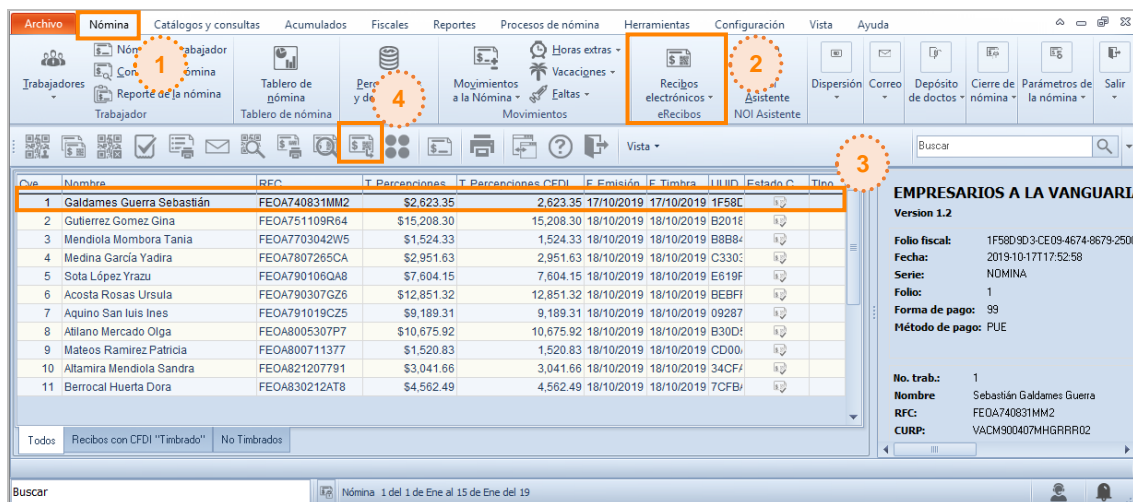 Archivo Nómina Catálogos y consultas Acumulados Fiscales Reportes Procesos de nómina Herramientas Configuración Vista Ayuda
Trabajadores
Reporte de la nómina
Trabajador
1
Tablero de nómina
Tablero de nómina
4
Movimientos a la Nómina
Horas extras
Vacaciones
Faltas
Movimientos
Recibos electrónicos
eRecibos
2
Asistente
NOI Asistente
Dispersión
Correo
Depósito de doctos
Cierre de nómina
Parámetros de la nómina
Salir
Vista
Buscar
3
Cve Nombre RFC T. Percepciones T. Percepciones CFDI F. Emisión F. Timbra UUID Estado C
1 Galdames Guerra Sebastián FEOA740831MM2 $2,623.35 2,623.35 17/10/2019 17/10/2019 1F58D
2 Gutierrez Gomez Gina FEOA751109R64 $15,208.30 15,208.30 18/10/2019 18/10/2019 B2018
3 Mendiola Mombora Tania FEOA7703042W5 $1,524.33 1,524.33 18/10/2019 18/10/2019 B8B84
4 Medina García Yadira FEOA7807265CA $2,951.63 2,951.63 18/10/2019 18/10/2019 C3303
5 Sota López Yrazu FEOA790106QA8 $7,604.15 7,604.15 18/10/2019 18/10/2019 E619F
6 Acosta Rosas Ursula FEOA790307GZ6 $12,851.32 12,851.32 18/10/2019 18/10/2019 BEBFF
7 Aquino San luis Ines FEOA791019CZ5 $9,189.31 9,189.31 18/10/2019 18/10/2019 09287
8 Atilano Mercado Olga FEOA8005307P7 $10,675.92 10,675.92 18/10/2019 18/10/2019 B30D
9 Mateos Ramirez Patricia FEOA800711377 $1,520.83 1,520.83 18/10/2019 18/10/2019 CD00
10 Altamira Mendiola Sandra FEOA821207791 $3,041.66 3,041.66 18/10/2019 18/10/2019 34CF
11 Berrocal Huerta Dora FEOA830212AT8 $4,562.49 4,562.49 18/10/2019 18/10/2019 7CFB
Todos Recibos con CFDI "Timbrado" No Timbrados
EMPRESARIOS A LA VANGUARI
Version 1.2
Folio fiscal: 1F58D9D3-CE09-4674-8679-250
Fecha: 2019-10-17T17:52:58
Serie: NOMINA
Folio: 1
Forma de pago: 99
Método de pago: PUE
No. trab.: 1
Nombre Sebastián Galdames Guerra
RFC: FEOA740831MM2
CURP: VACM900407MHGRRR02
Buscar
Nómina 1 del 1 de Ene al 15 de Ene del 19